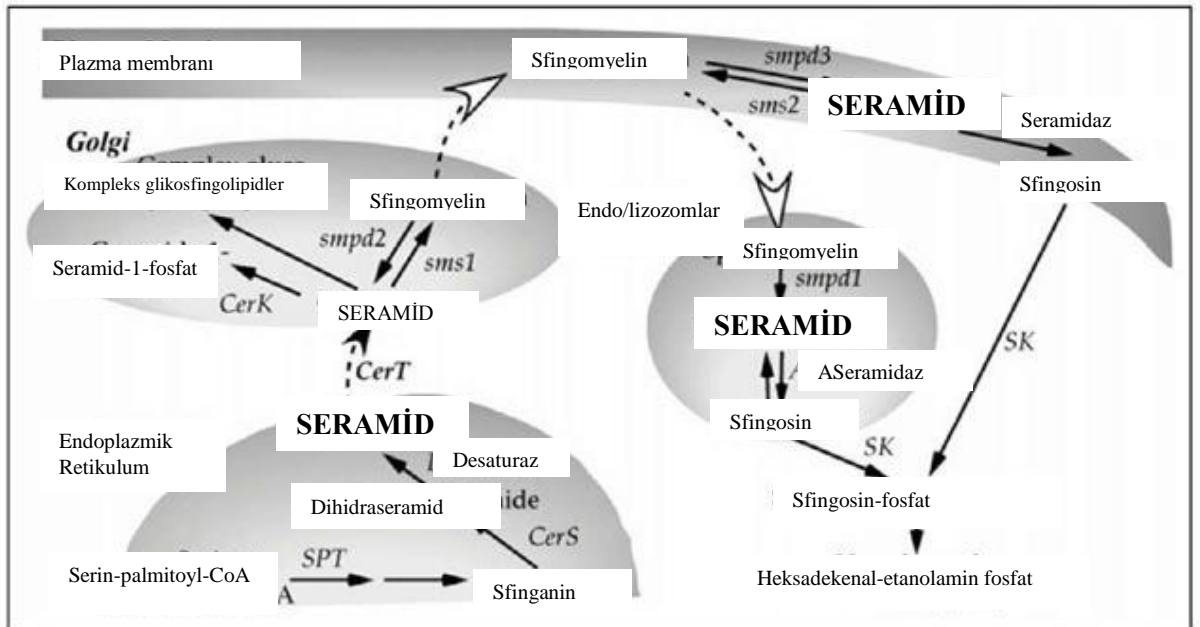 Plazma membranı
Sfingomyelin
smpd3
sms2
SERAMİD
Seramidaz
Sfingosin
Golgi
Kompleks glikosfingolipidler
Sfingomyelin
smpd2
sms1
Seramid-1-fosfat
CerK
SERAMİD
CerT
Endo/lizozomlar
Sfingomyelin
smpd1
SERAMİD
ASeramidaz
Sfingosin
SK
SK
Sfingosin-fosfat
Heksadekenal-etanolamin fosfat
Endoplazmik
Retikulum
SERAMİD
Desaturaz
Dihidraseramid
CerS
Serin-palmitoyl-CoA
SPT
Sfinganin